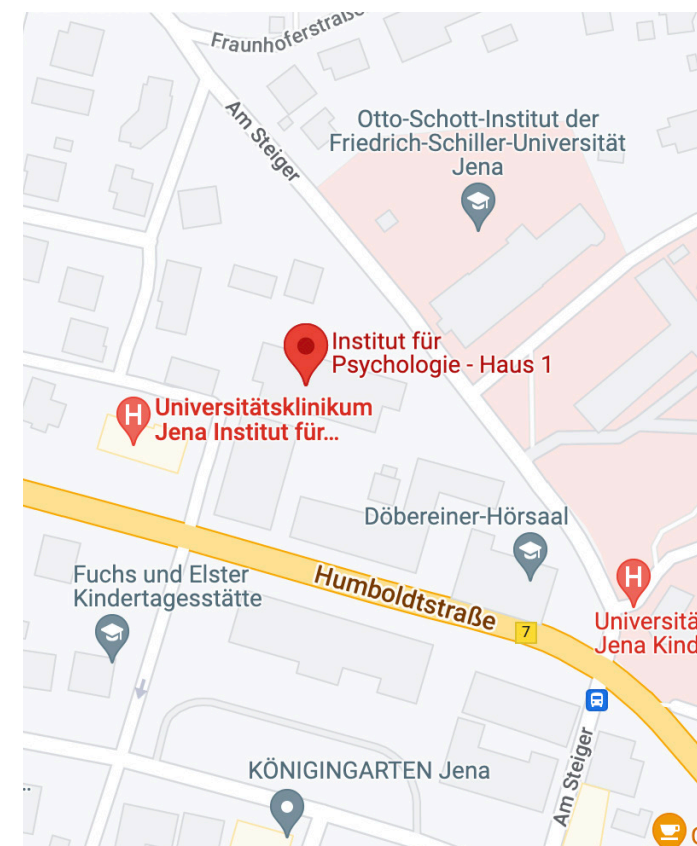 Fraunhoferstraße
Am Steiger
Otto-Schott-Institut der
Friedrich-Schiller-Universität
Jena
Institut für
Psychologie - Haus 1
H
Universitätsklinikum
Jena Institut für...
Döbereiner-Hörsaal
Fuchs und Elster
Kindertagesstätte
Humboldtstraße
7
H
Universitä
Jena Kind
Am Steiger
KÖNIGINGARTEN Jena